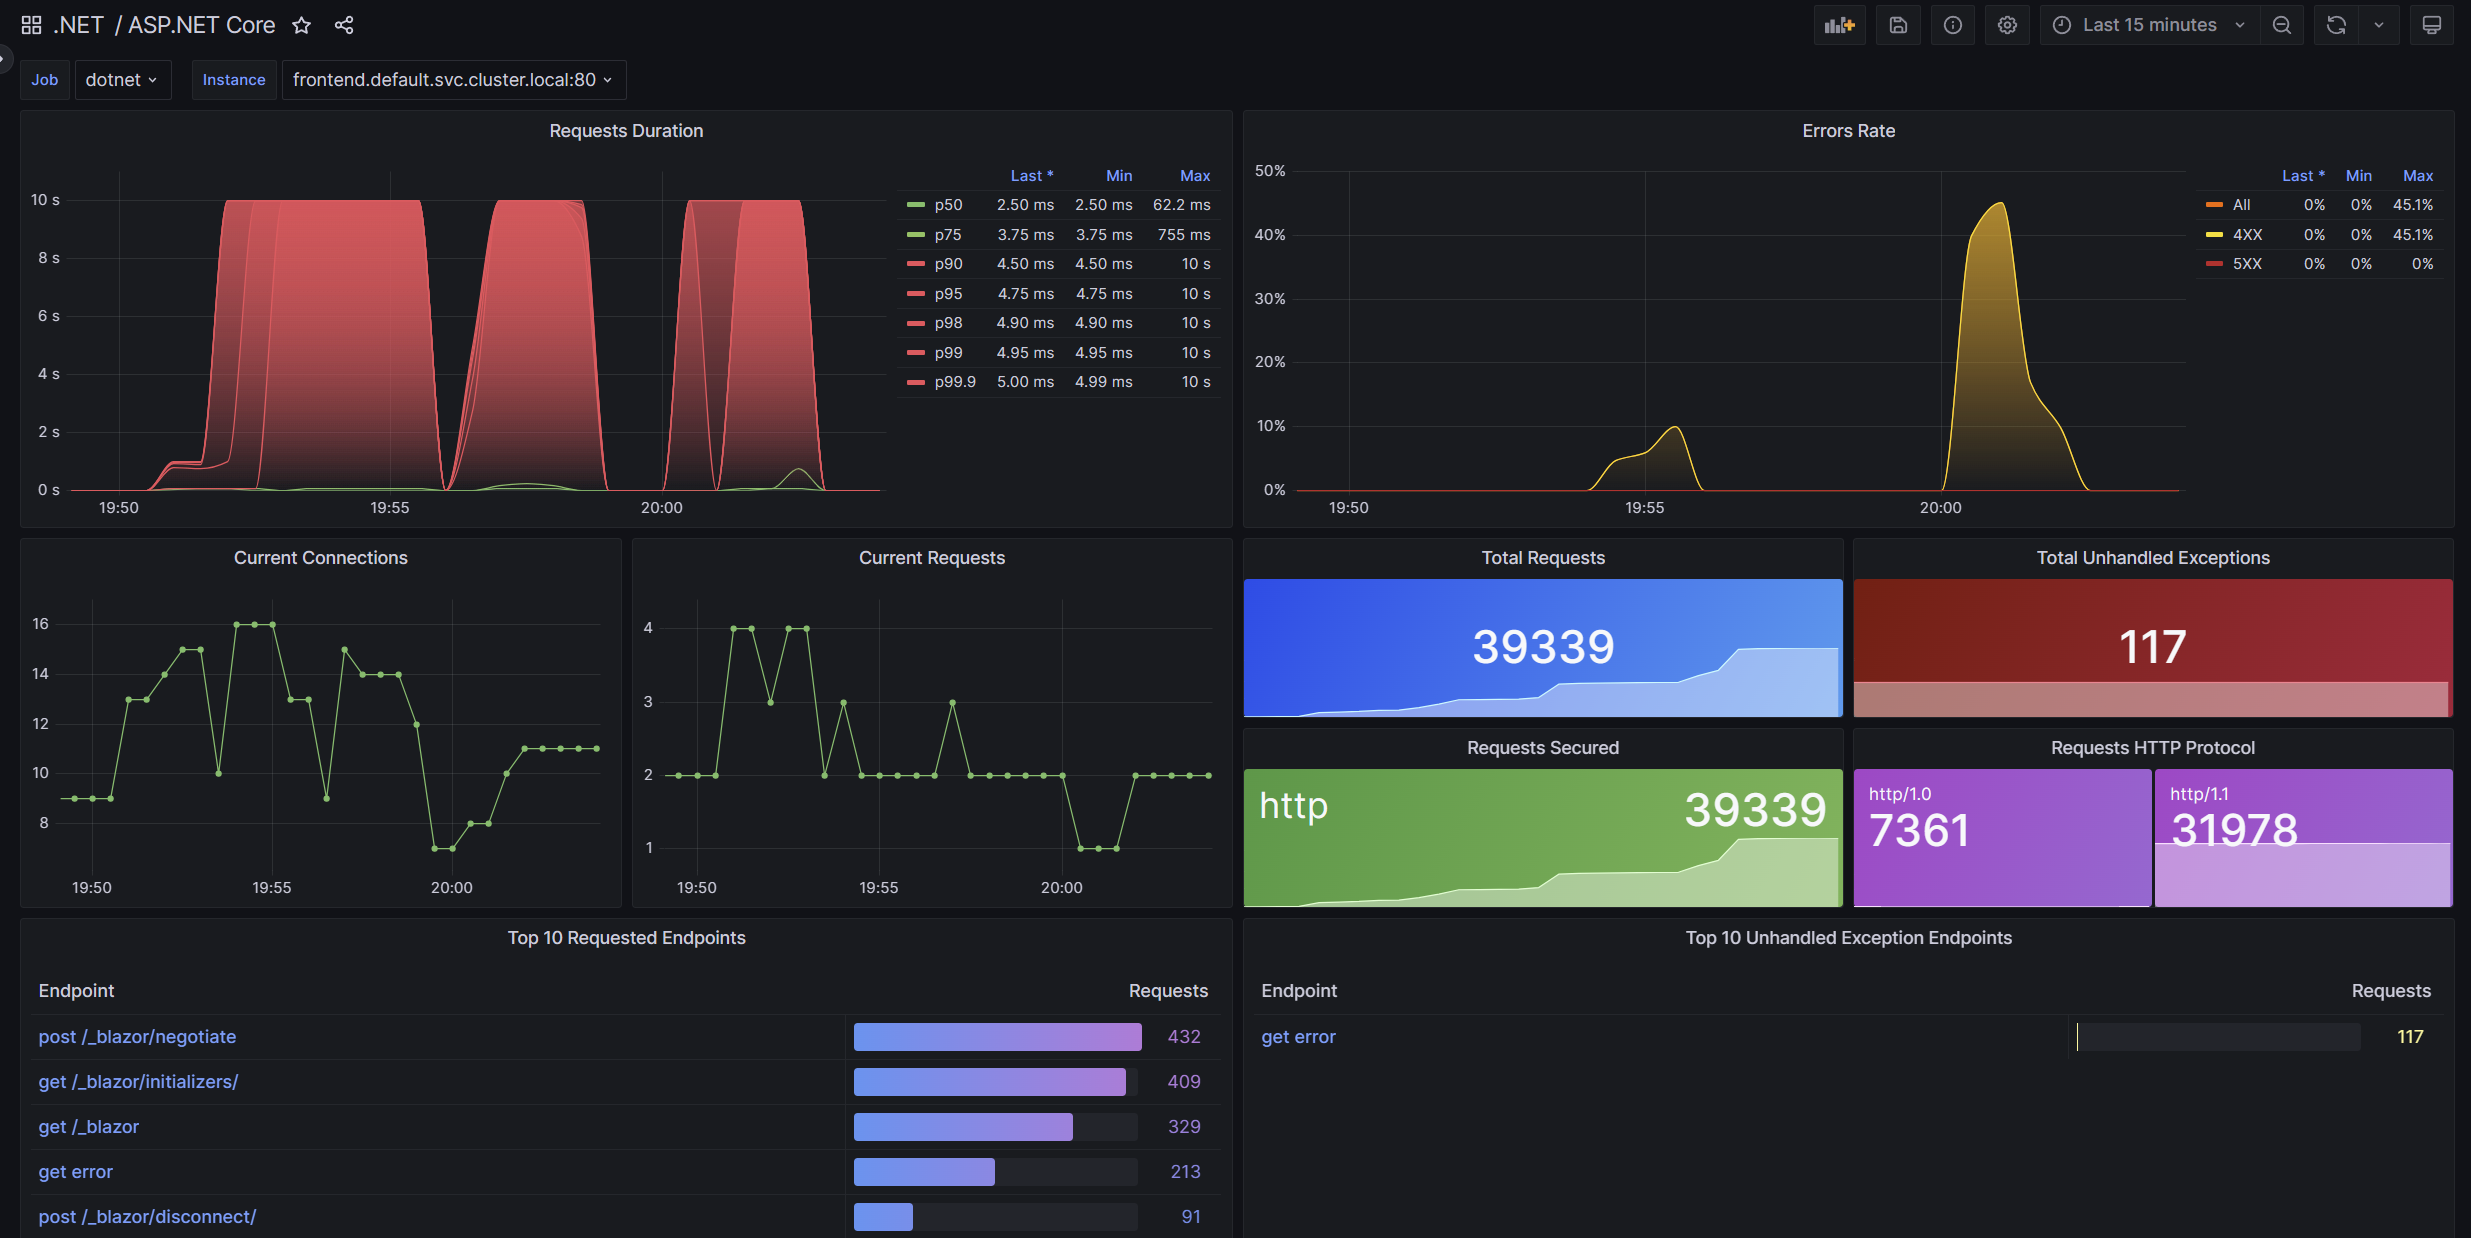 .NET / ASP.NET Core
Last 15 minutes
Job dotnet Instance frontend.default.svc.cluster.local:80
Requests Duration
10 s
8 s
6 s
4 s
2 s
0 s
19:50 19:55 20:00
Last * Min Max
p50 2.50 ms 2.50 ms 62.2 ms
p75 3.75 ms 3.75 ms 755 ms
p90 4.50 ms 4.50 ms 10 s
p95 4.75 ms 4.75 ms 10 s
p98 4.90 ms 4.90 ms 10 s
p99 4.95 ms 4.95 ms 10 s
p99.9 5.00 ms 4.99 ms 10 s
Errors Rate
50%
40%
30%
20%
10%
0%
19:50 19:55 20:00
Last * Min Max
All 0% 0% 45.1%
4XX 0% 0% 45.1%
5XX 0% 0% 0%
Current Connections
16
14
12
10
8
19:50 19:55 20:00
Current Requests
4
3
2
1
19:50 19:55 20:00
Total Requests
39339
Total Unhandled Exceptions
117
Requests Secured
http 39339
Requests HTTP Protocol
http/1.0
7361
http/1.1
31978
Top 10 Requested Endpoints
Endpoint Requests
post /_blazor/negotiate 432
get /_blazor/initializers/ 409
get /_blazor 329
get error 213
post /_blazor/disconnect/ 91
Top 10 Unhandled Exception Endpoints
Endpoint Requests
get error 117